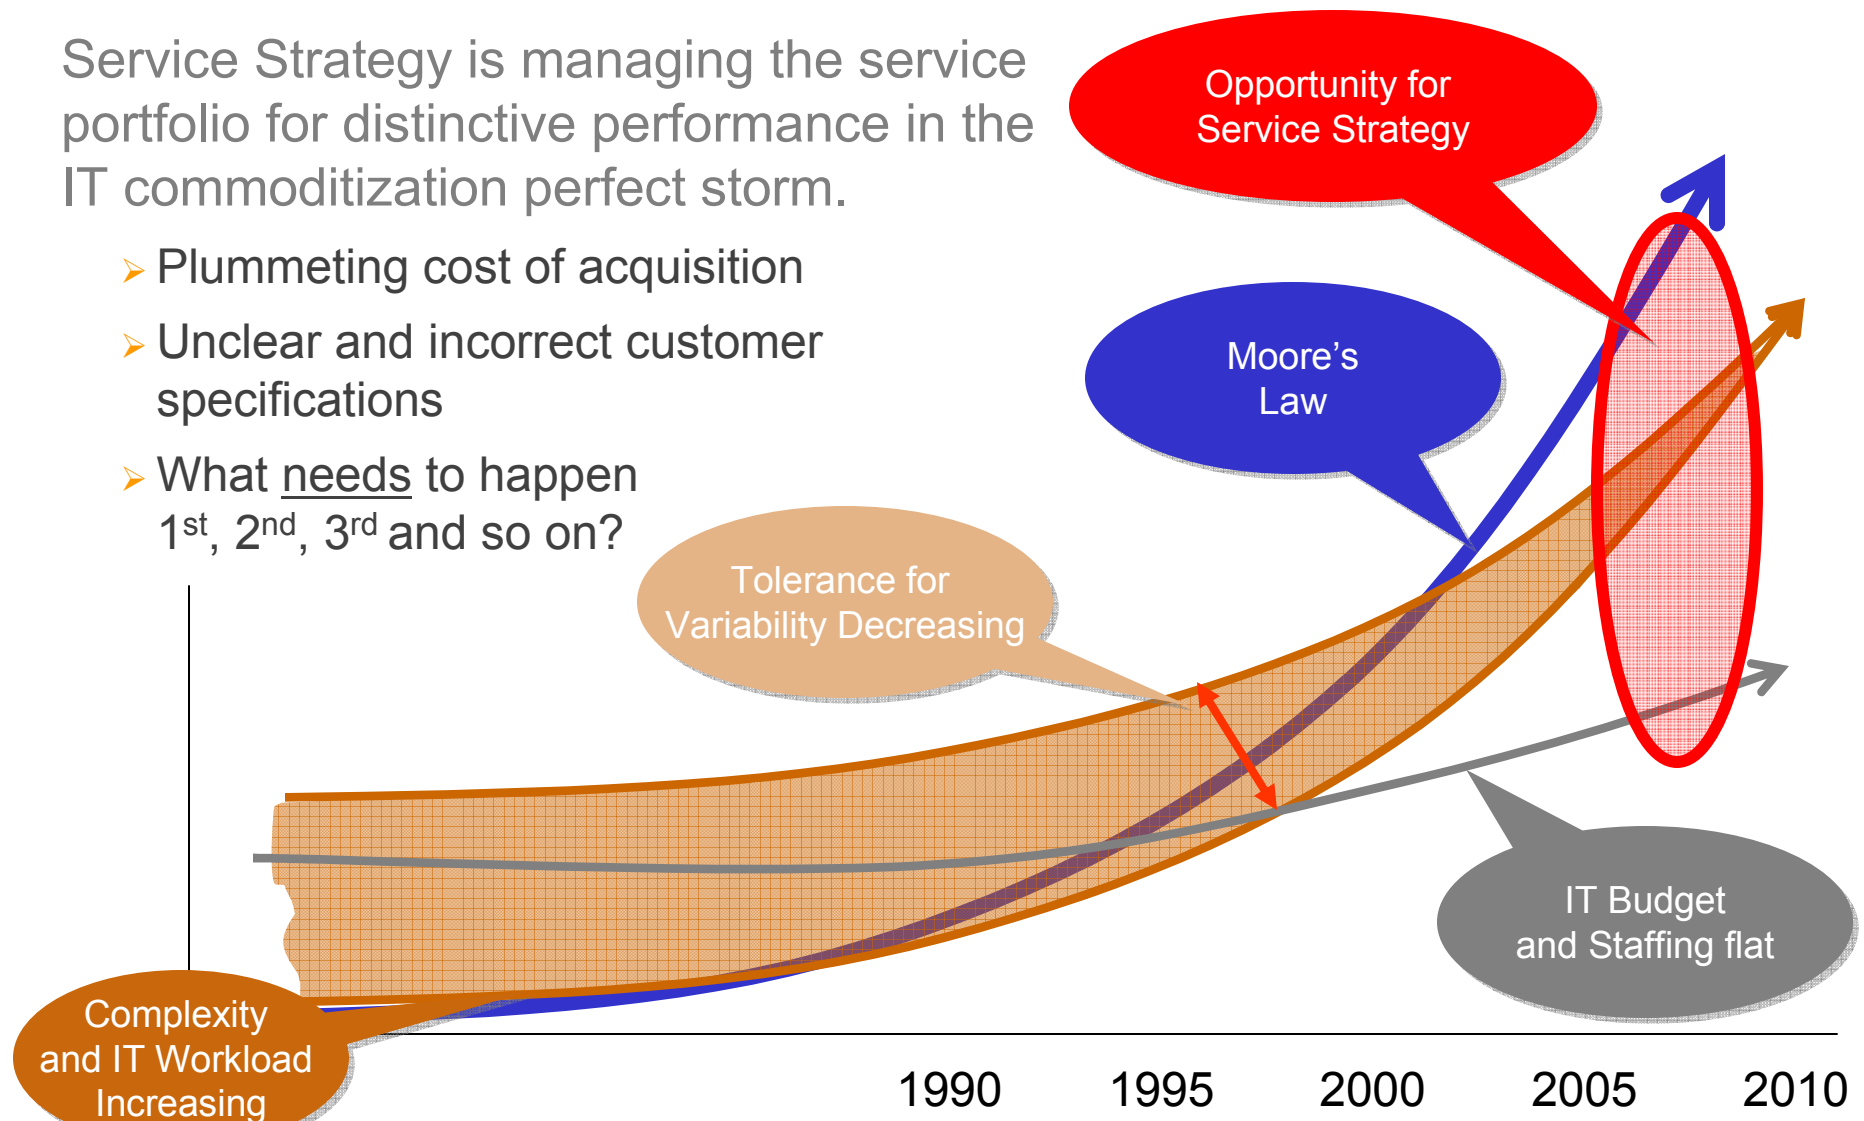 Service Strategy is managing the service
portfolio for distinctive performance in the
IT commoditization perfect storm.
Plummeting cost of acquisition
Unclear and incorrect customer
specifications
What needs to happen
1st, 2nd, 3rd and so on?
Opportunity for
Service Strategy
Moore's
Law
Tolerance for
Variability Decreasing
IT Budget
and Staffing flat
Complexity
and IT Workload
Increasing
1990 1995 2000 2005 2010